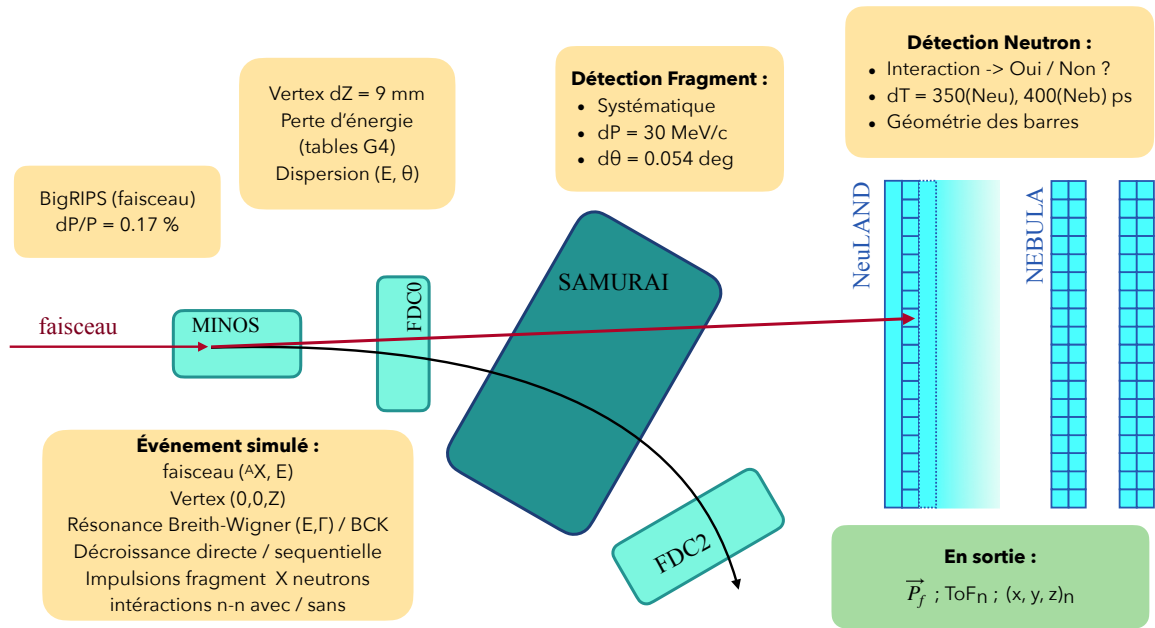 BigRIPS (faisceau)
dP/P = 0.17 %
Vertex dZ = 9 mm
Perte d’énergie
(tables G4)
Dispersion (E, θ)
Détection Fragment :
• Systématique
• dP = 30 MeV/c
• dθ = 0.054 deg
Détection Neutron :
• Interaction -> Oui / Non ?
• dT = 350(Neu), 400(Neb) ps
• Géométrie des barres
faisceau
MINOS
FDC0
SAMURAI
FDC2
NeuLAND
NEBULA
Événement simulé :
faisceau (ᴬX, E)
Vertex (0,0,Z)
Résonance Breith-Wigner (E,Γ) / BCK
Décroissance directe / sequentielle
Impulsions fragment X neutrons
intéractions n-n avec / sans
En sortie :
$\overrightarrow{P_f}$ ; ToFₙ ; (x, y, z)ₙ